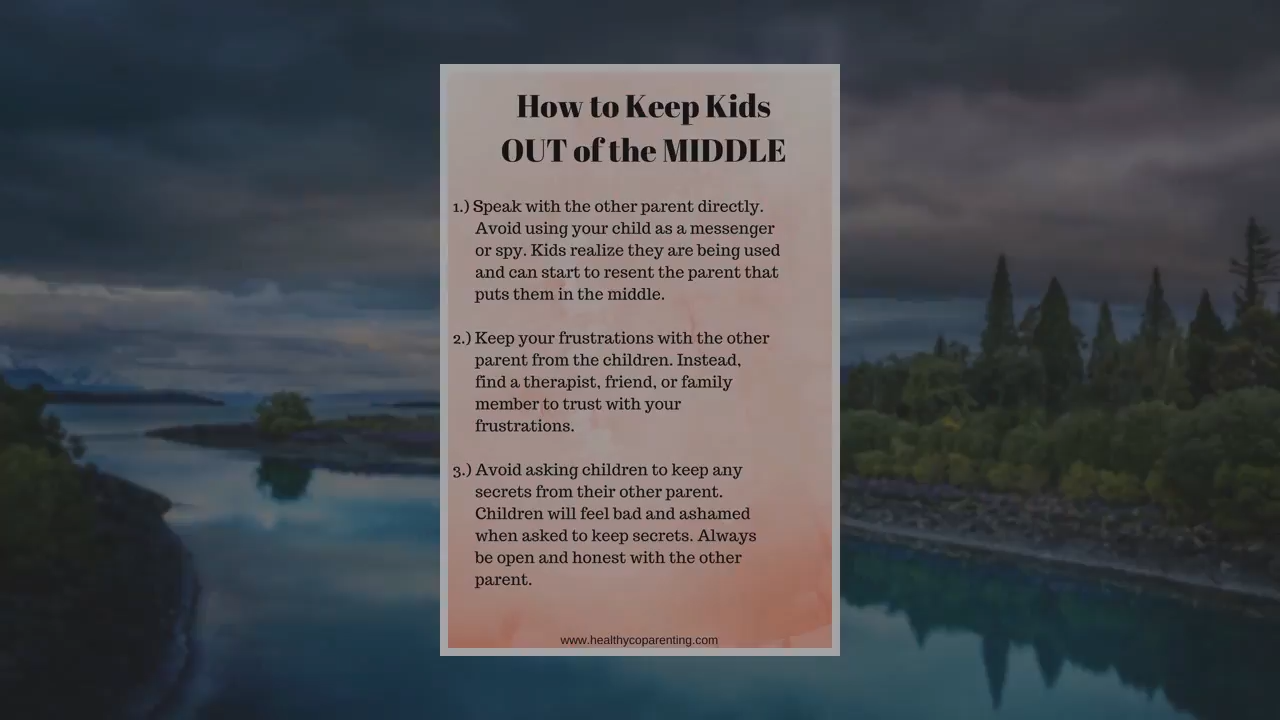 How to Keep Kids
OUT of the MIDDLE
1.) Speak with the other parent directly.
Avoid using your child as a messenger
or spy. Kids realize they are being used
and can start to resent the parent that
puts them in the middle.
2.) Keep your frustrations with the other
parent from the children. Instead,
find a therapist, friend, or family
member to trust with your
frustrations.
3.) Avoid asking children to keep any
secrets from their other parent.
Children will feel bad and ashamed
when asked to keep secrets. Always
be open and honest with the other
parent.
www.healthycoparenting.com